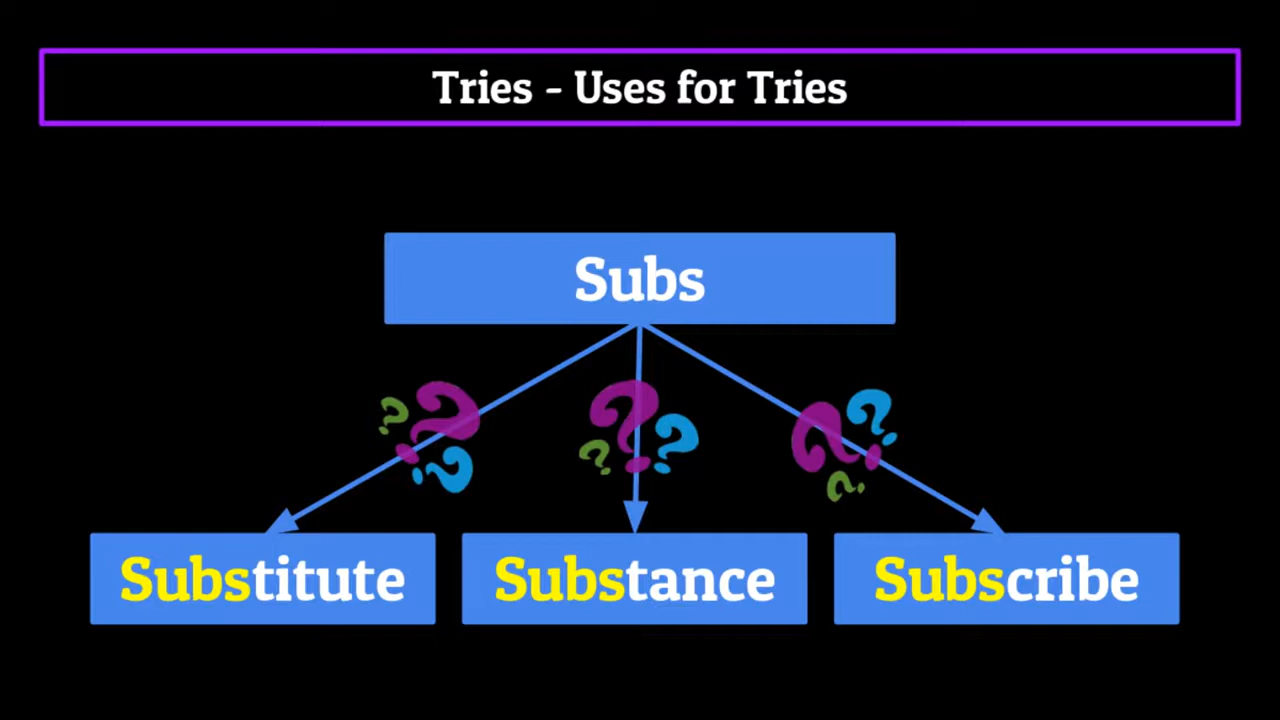 Tries - Uses for Tries
Subs
? ? ? ? ? ? ? ? ?
Substitute Substance Subscribe